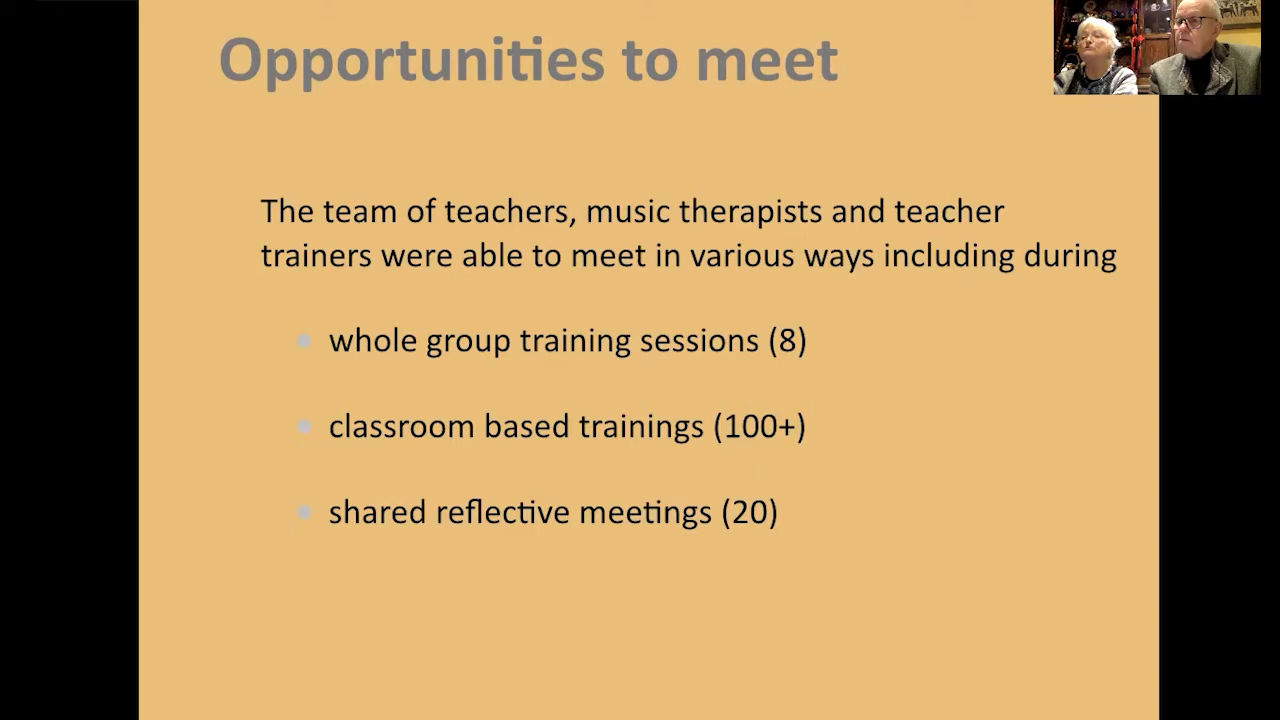 Opportunities to meet
The team of teachers, music therapists and teacher
trainers were able to meet in various ways including during
whole group training sessions (8)
classroom based trainings (100+)
shared reflective meetings (20)